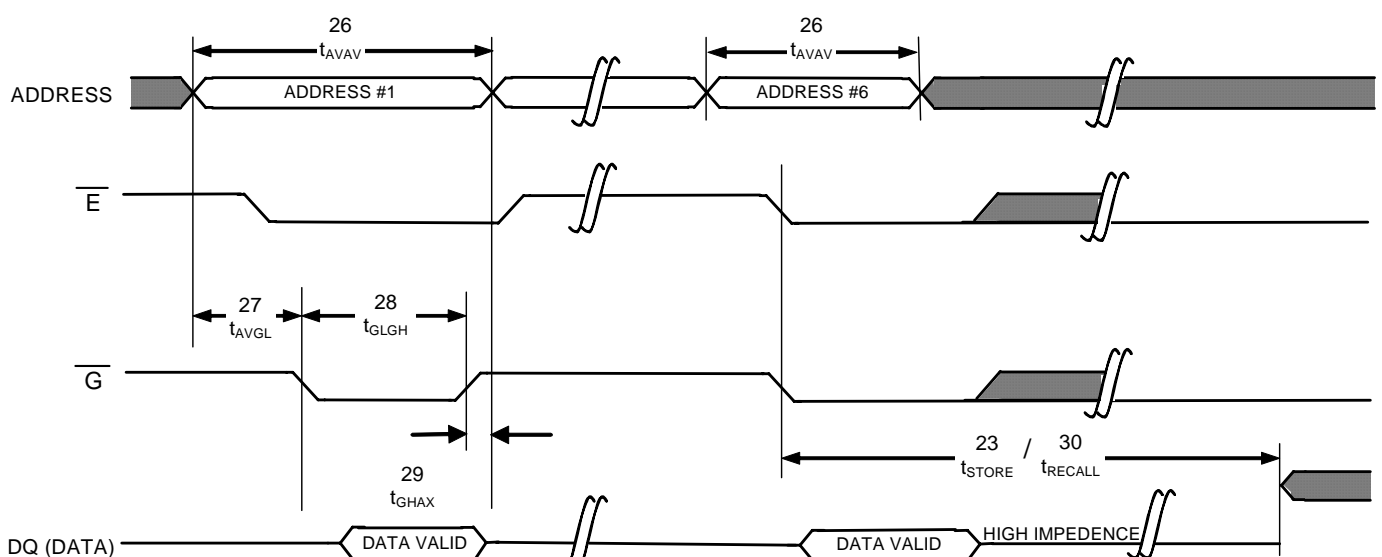 26
tAVAV
26
tAVAV
ADDRESS
ADDRESS #1
ADDRESS #6
E
27
tAVGL
28
tGLGH
G
23 / 30
tSTORE tRECALL
29
tGHAX
DQ (DATA)
DATA VALID
DATA VALID
HIGH IMPEDENCE